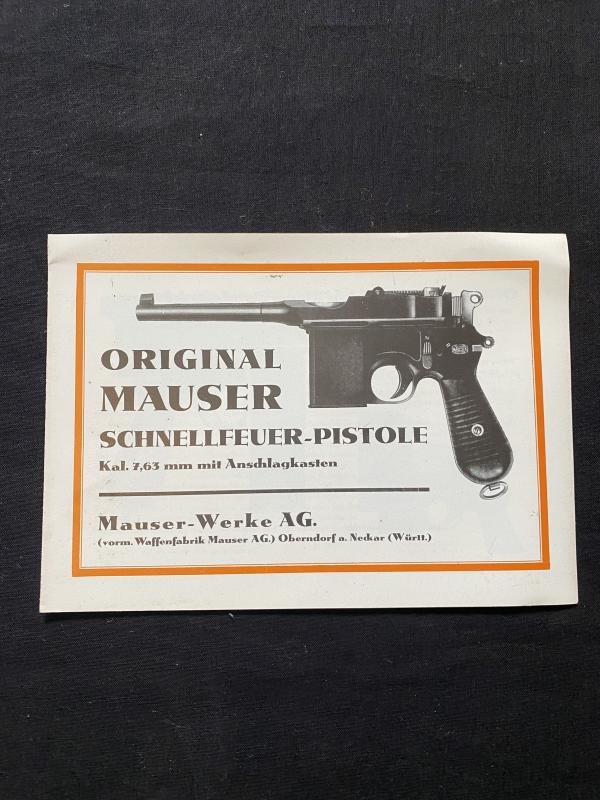 ORIGINAL
MAUSER
SCHNELLFEUER-PISTOLE
Kal. 7,63 mm mit Anschlagkasten
Mauser-Werke AG.
(vorm. Waffenfabrik Mauser AG.) Oberndorf a. Neckar (Württ.)